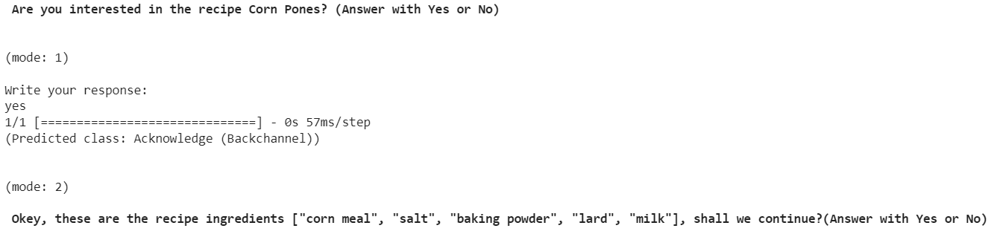 Are you interested in the recipe Corn Pones? (Answer with Yes or No)
(mode: 1)
Write your response:
yes
1/1 [==============================] - 0s 57ms/step
(Predicted class: Acknowledge (Backchannel))
(mode: 2)
Okey, these are the recipe ingredients ["corn meal", "salt", "baking powder", "lard", "milk"], shall we continue?(Answer with Yes or No)